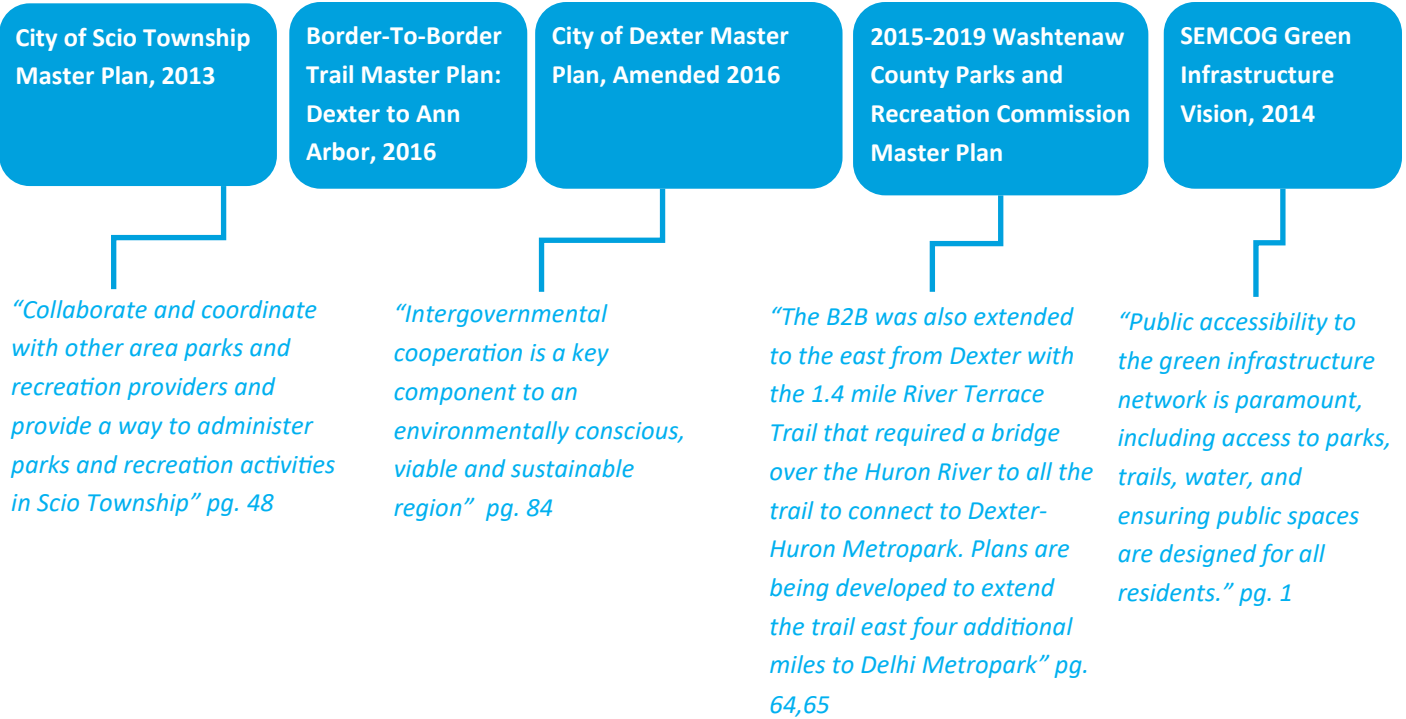 City of Scio Township
Master Plan, 2013
Border-To-Border
Trail Master Plan:
Dexter to Ann
Arbor, 2016
City of Dexter Master
Plan, Amended 2016
2015-2019 Washtenaw
County Parks and
Recreation Commission
Master Plan
SEMCOG Green
Infrastructure
Vision, 2014
“Collaborate and coordinate
with other area parks and
recreation providers and
provide a way to administer
parks and recreation activities
in Scio Township” pg. 48
“Intergovernmental
cooperation is a key
component to an
environmentally conscious,
viable and sustainable
region” pg. 84
“The B2B was also extended
to the east from Dexter with
the 1.4 mile River Terrace
Trail that required a bridge
over the Huron River to all the
trail to connect to Dexter-
Huron Metropark. Plans are
being developed to extend
the trail east four additional
miles to Delhi Metropark” pg.
64,65
“Public accessibility to
the green infrastructure
network is paramount,
including access to parks,
trails, water, and
ensuring public spaces
are designed for all
residents.” pg. 1